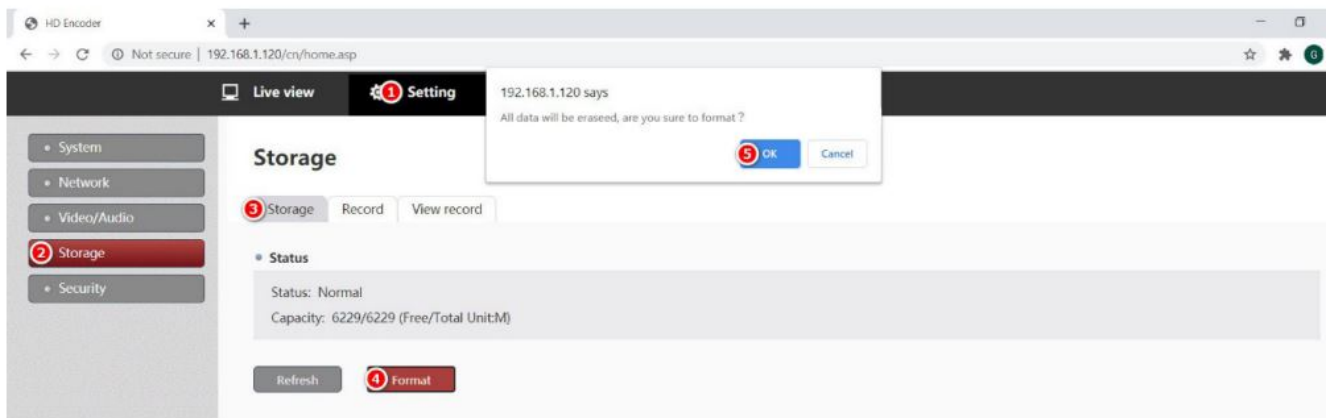 HD Encoder
Not secure | 192.168.1.120/cn/home.asp
G
Live view
1 Setting
192.168.1.120 says
All data will be eraseed, are you sure to format ?
5 OK
Cancel
System
Network
Video/Audio
2 Storage
Security
Storage
3 Storage
Record
View record
Status
Status: Normal
Capacity: 6229/6229 (Free/Total Unit:M)
Refresh
4 Format